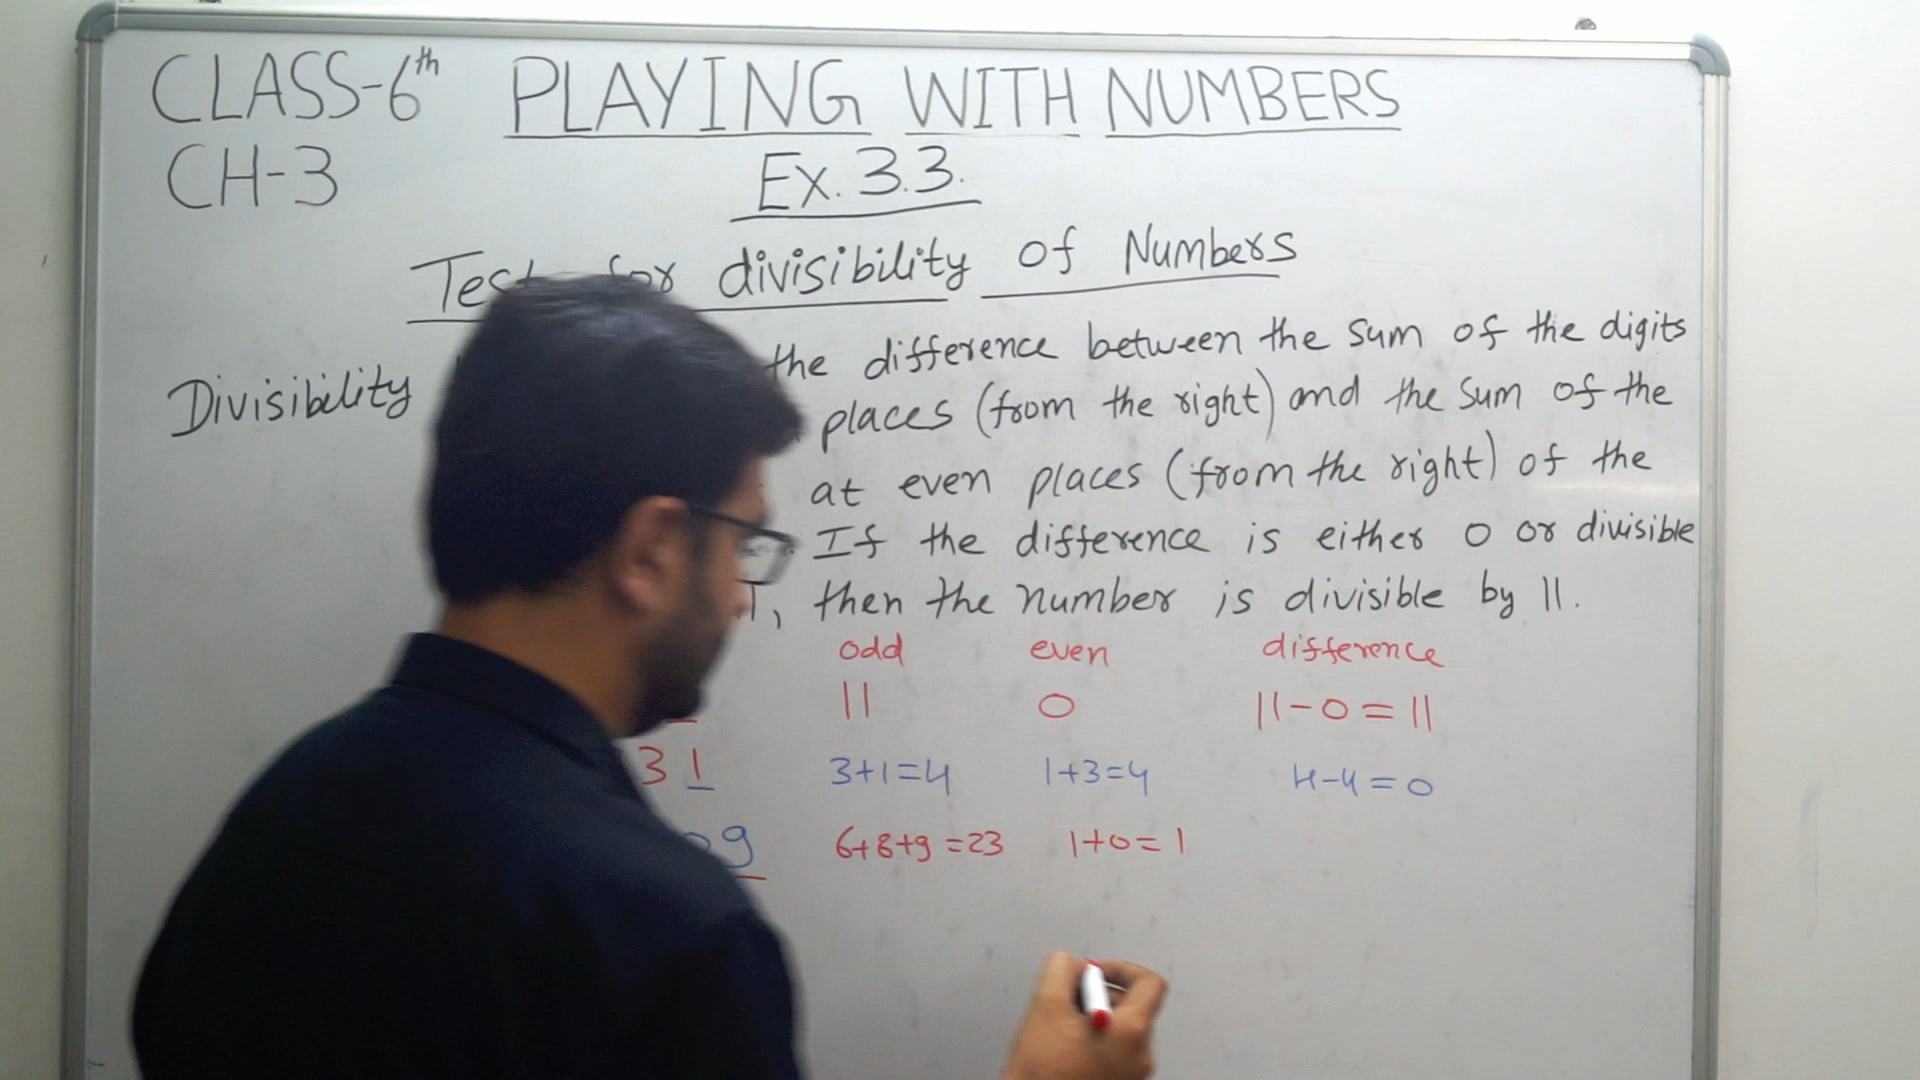 CLASS-6th PLAYING WITH NUMBERS
CH-3 Ex. 3.3.
for divisibility of Numbers
Divisibility the difference between the sum of the digits
places (from the right) and the sum of the
at even places (from the right) of the
If the difference is either 0 or divisible
, then the number is divisible by 11.
odd even difference
11 0 11-0=11
31 3+1=4 1+3=4 4-4=0
9 6+8+9=23 1+0=1